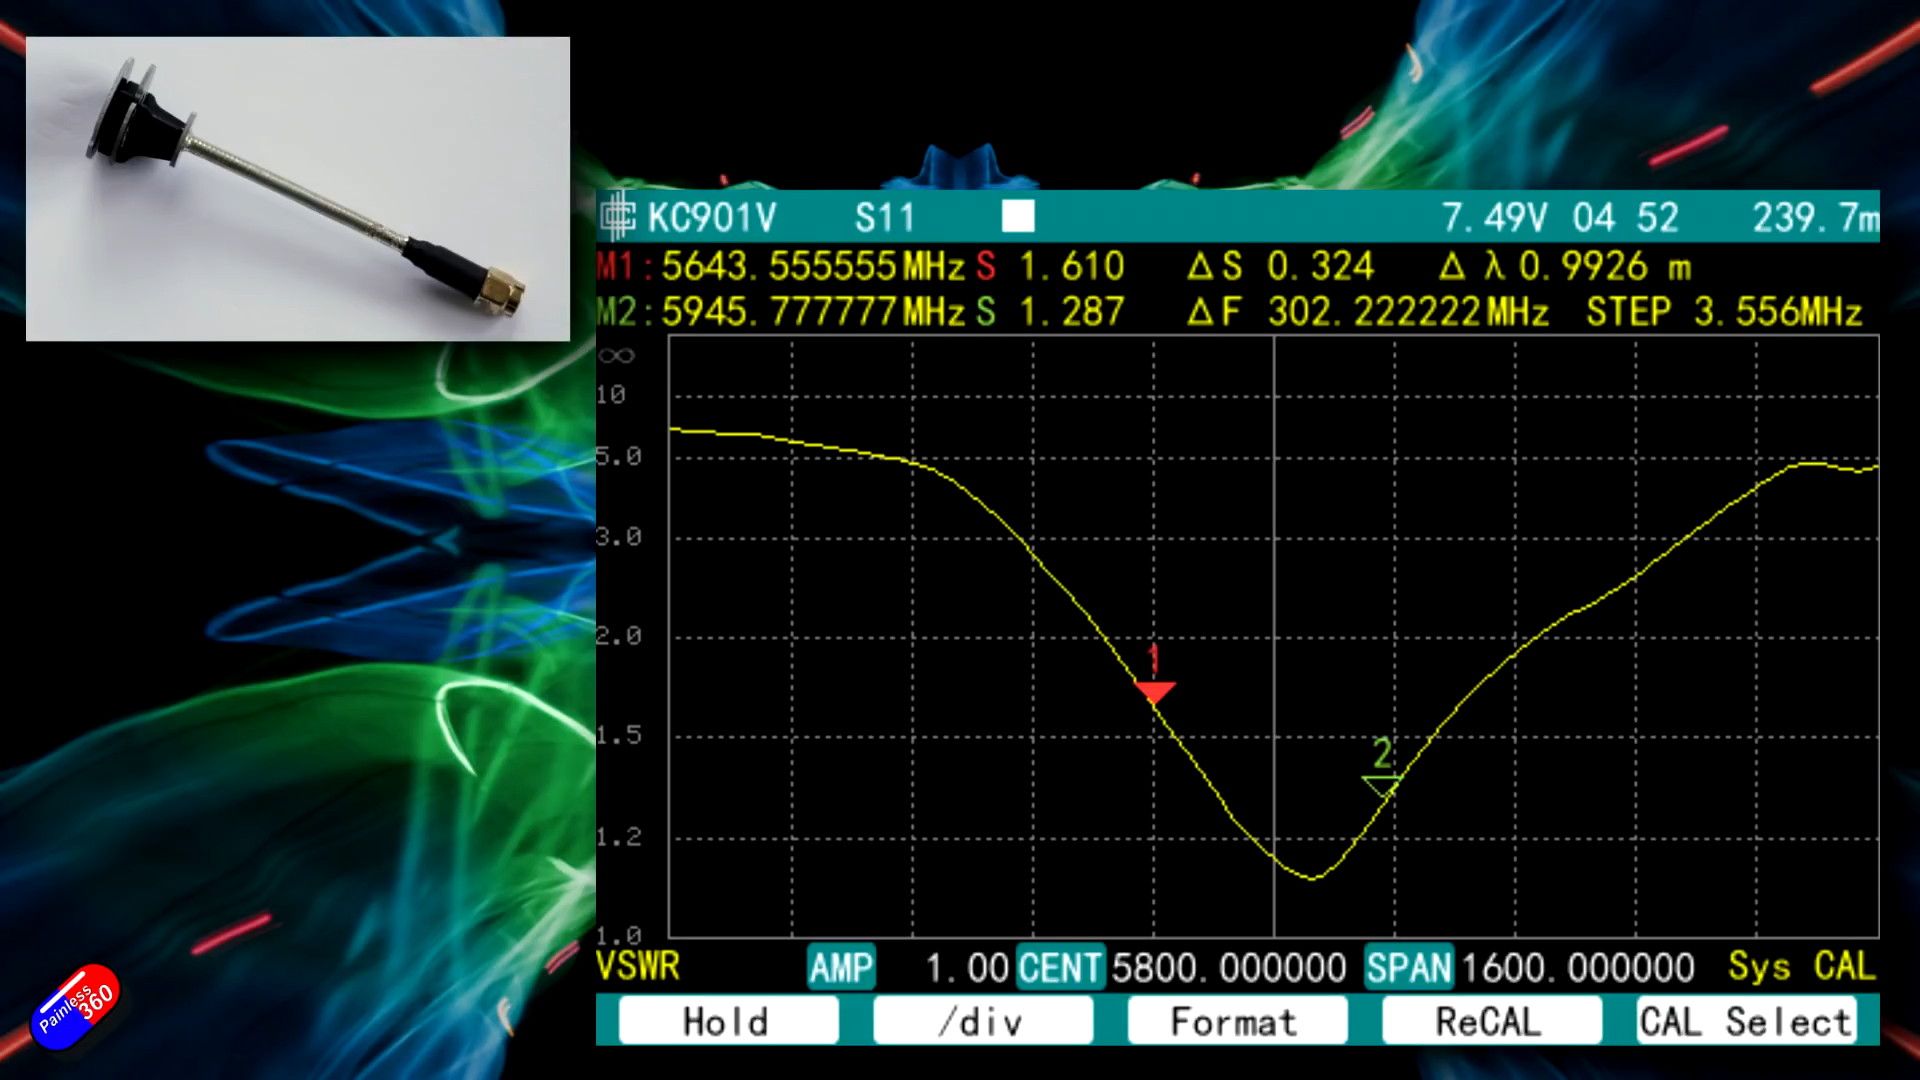 KC901V S11 7.49V 04 52 239.7m
M1:5643.555555MHz S 1.610 ΔS 0.324 Δλ0.9926 m
M2:5945.777777MHz S 1.287 ΔF 302.222222MHz STEP 3.556MHz
∞
10
5.0
3.0
2.0
1
1.5
2
1.2
1.0
VSWR AMP 1.00 CENT 5800.000000 SPAN 1600.000000 Sys CAL
Hold /div Format ReCAL CAL Select
Painless
360